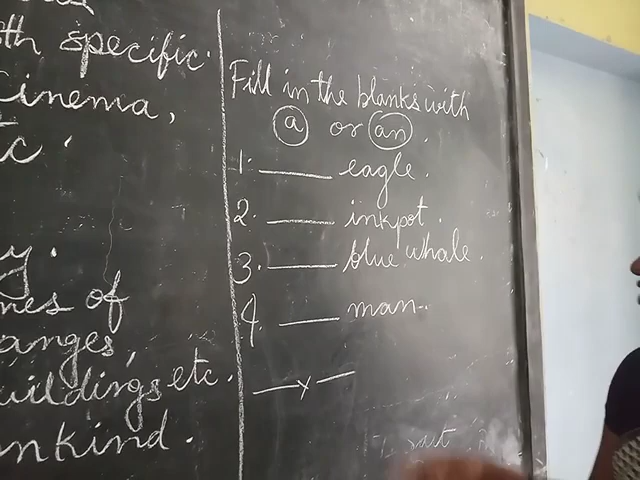 th specific.
Cinema,
tc.
y.
mes of
anges,
uildings etc.
nkind.
Fill in the blanks with
a or an.
1. ___ eagle.
2. ___ inkpot.
3. ___ blue whale.
4. ___ man.
—x—